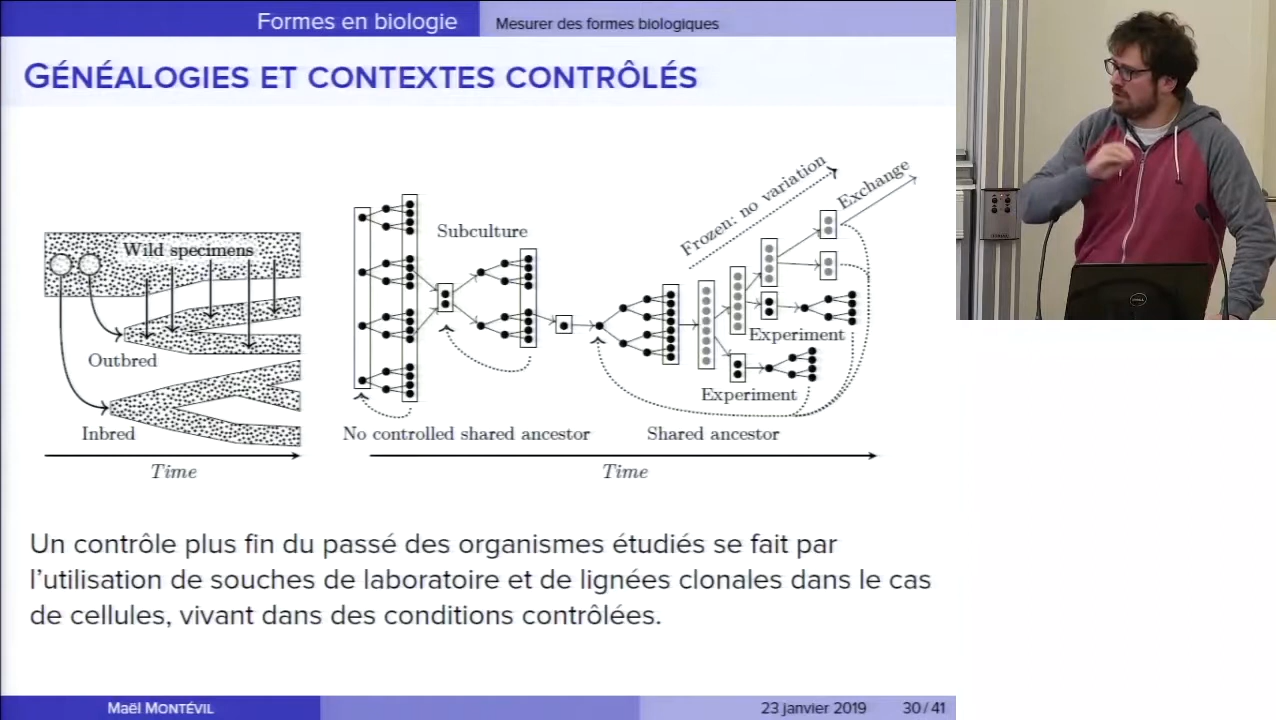 Formes en biologie
Mesurer des formes biologiques
GÉNÉALOGIES ET CONTEXTES CONTRÔLÉS
Wild specimens
Outbred
Inbred
Time
Subculture
Frozen: no variation
Exchange
Experiment
Experiment
No controlled shared ancestor
Shared ancestor
Time
Un contrôle plus fin du passé des organismes étudiés se fait par
l'utilisation de souches de laboratoire et de lignées clonales dans le cas
de cellules, vivant dans des conditions contrôlées.
Maël MONTÉVIL
23 janvier 2019
30/41